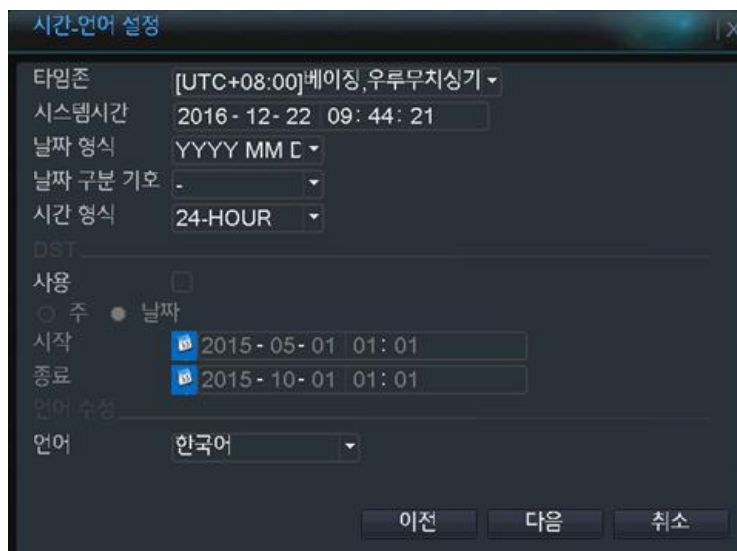 시간-언어 설정
X
타임존 [UTC+08:00]베이징,우루무치싱기
시스템시간 2016 - 12 - 22 09 : 44 : 21
날짜 형식 YYYY MM D
날짜 구분 기호 -
시간 형식 24-HOUR
DST
사용
주 날짜
시작 2015 - 05 - 01 01 : 01
종료 2015 - 10 - 01 01 : 01
언어 수정
언어 한국어
이전 다음 취소